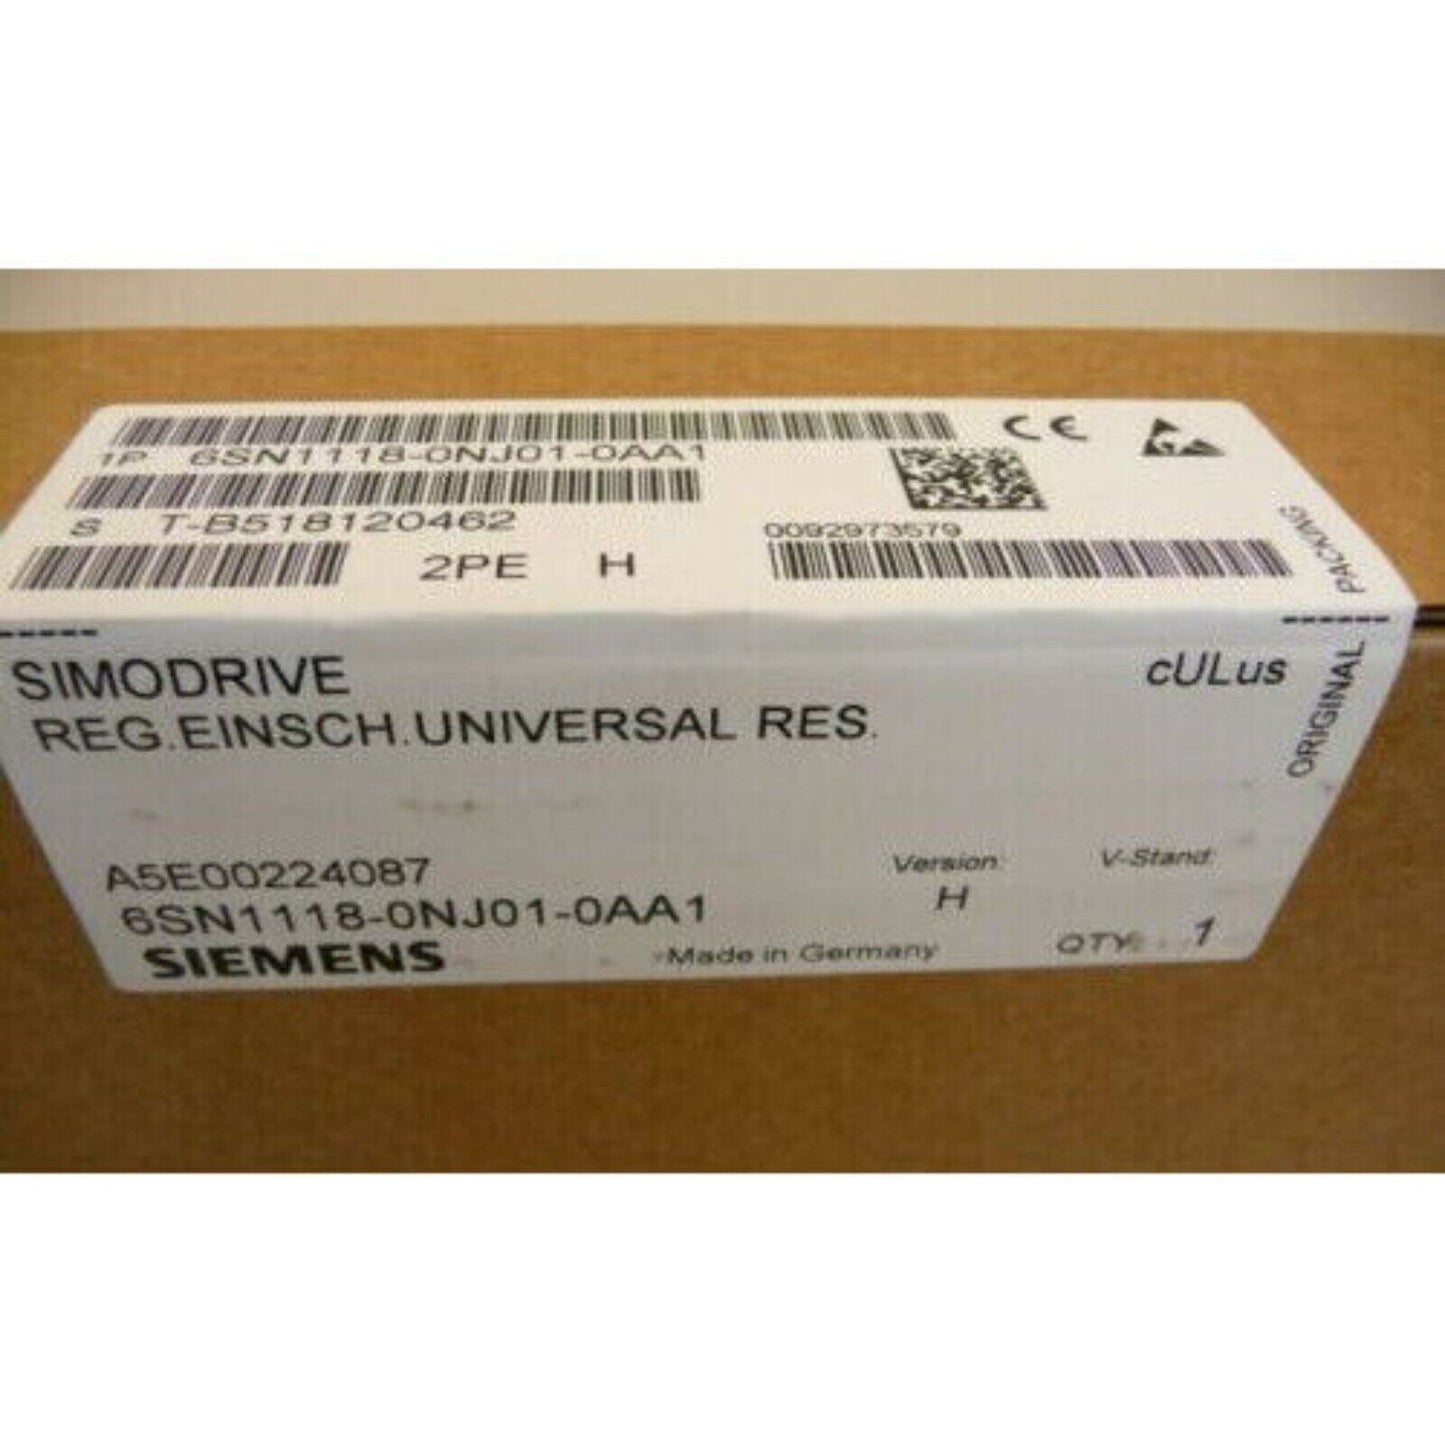 CE
1P 6SN1118-0NJ01-0AA1
S T-B518120462
0092973579
2PE H
ORIGINAL PACKING
SIMODRIVE
cULus
REG.EINSCH.UNIVERSAL RES.
A5E00224087
Version:
V-Stand:
6SN1118-0NJ01-0AA1
H
SIEMENS
Made in Germany
QTY: 1